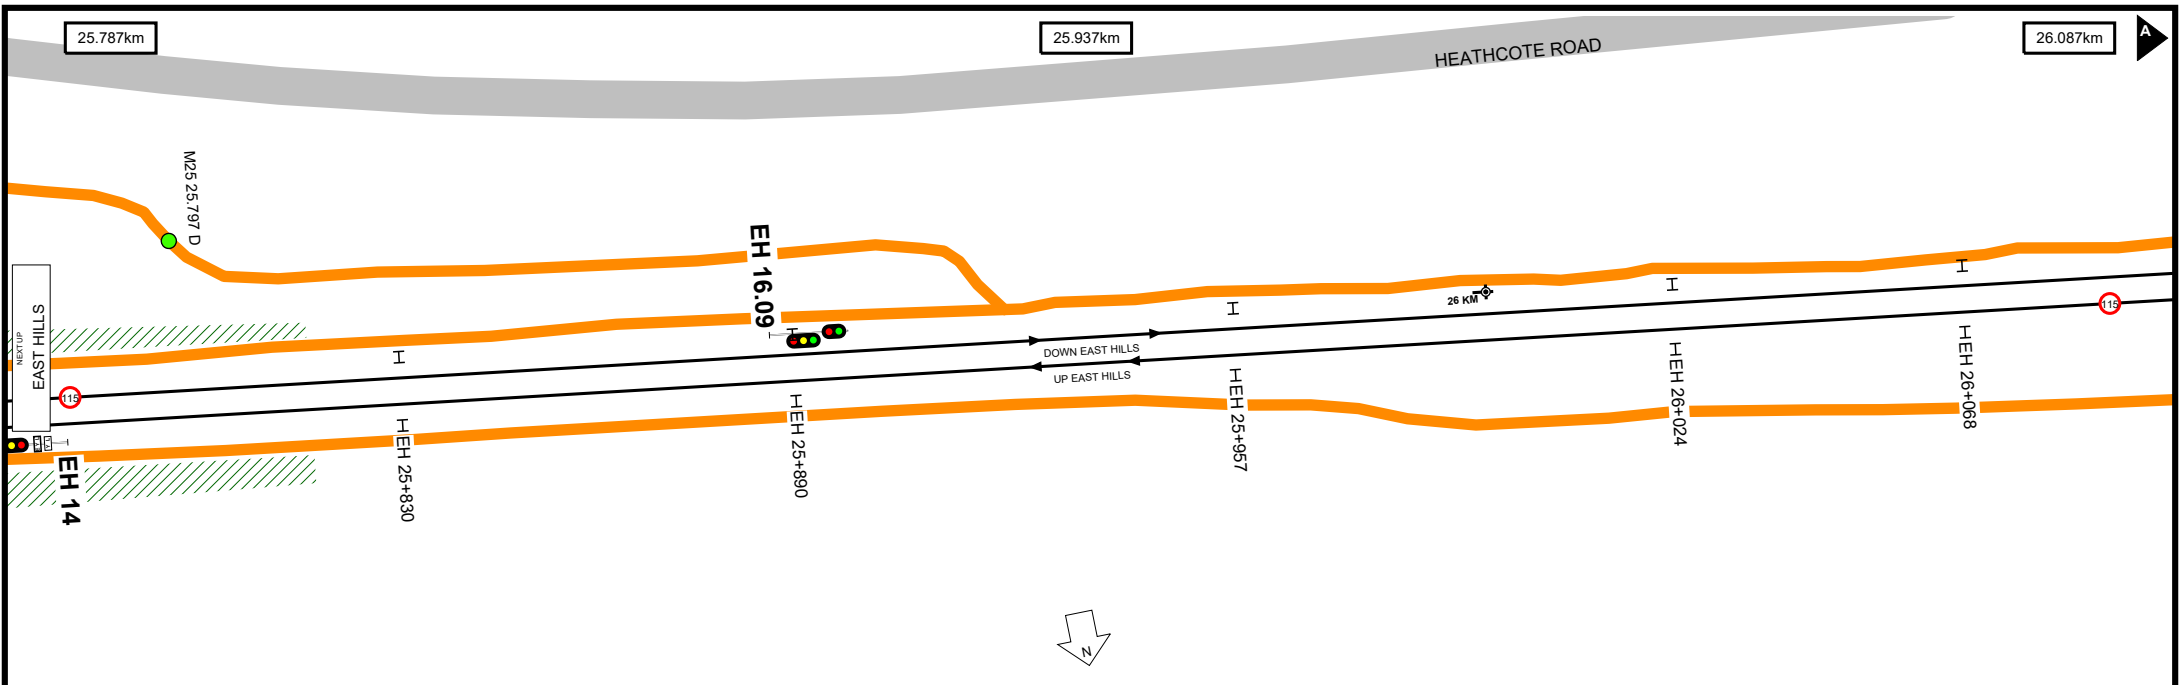 25.787km
25.937km
26.087km
A
HEATHCOTE ROAD
M25 25.797 D
EH 16.09
26 KM
NEXT UP
EAST HILLS
115
DOWN EAST HILLS
UP EAST HILLS
115
EH 14
EH 25+830
EH 25+890
EH 25+957
EH 26+024
EH 26+068
N